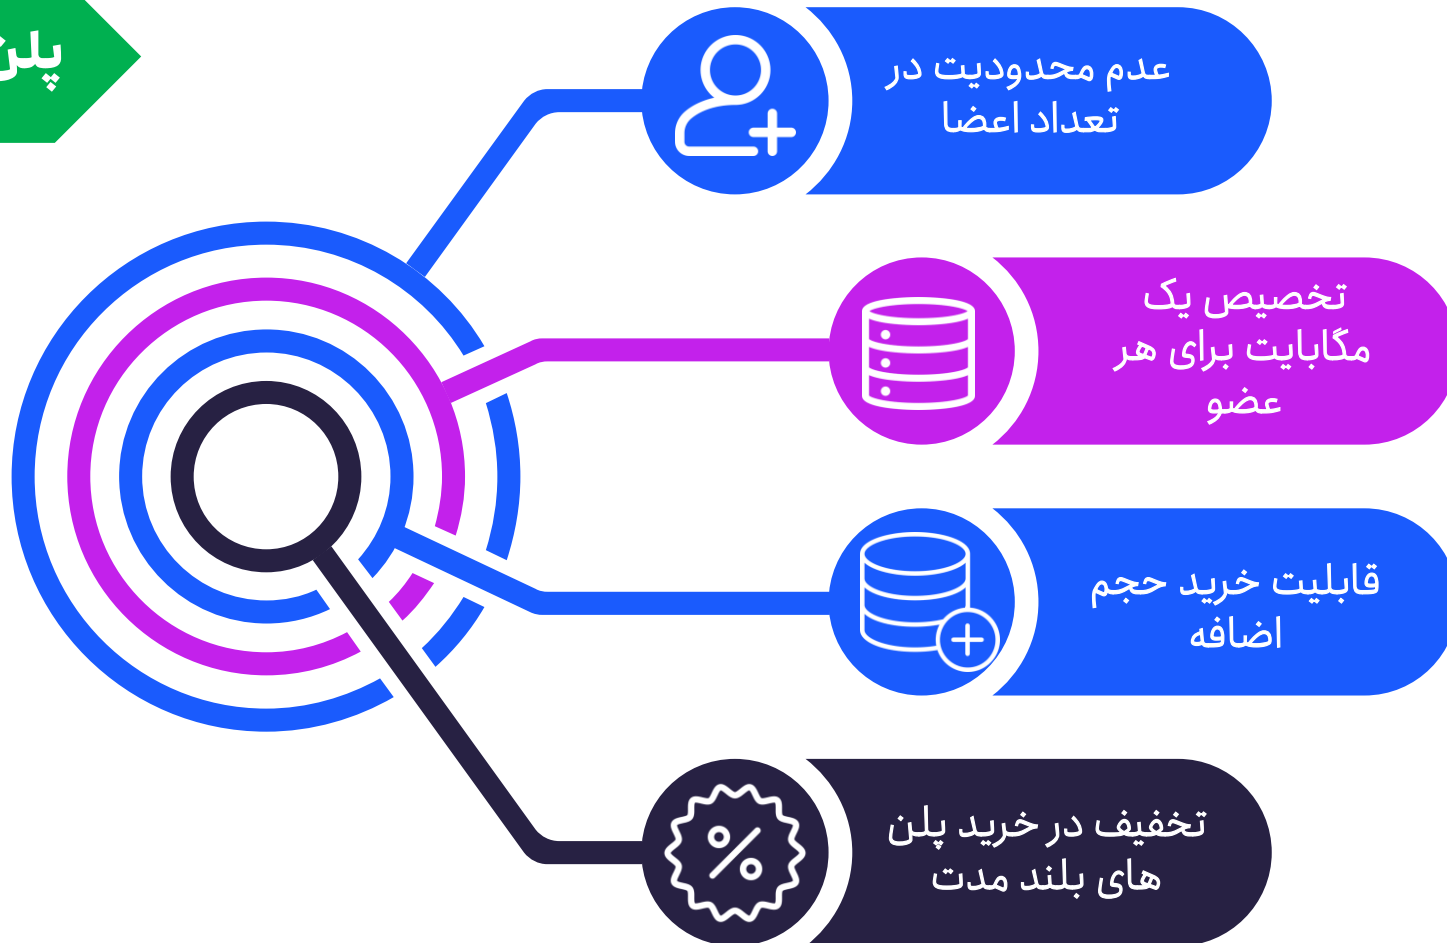 پلن
عدم محدودیت در
تعداد اعضا
تخصیص یک
مگابایت برای هر
عضو
قابلیت خرید حجم
اضافه
تخفیف در خرید پلن
های بلند مدت